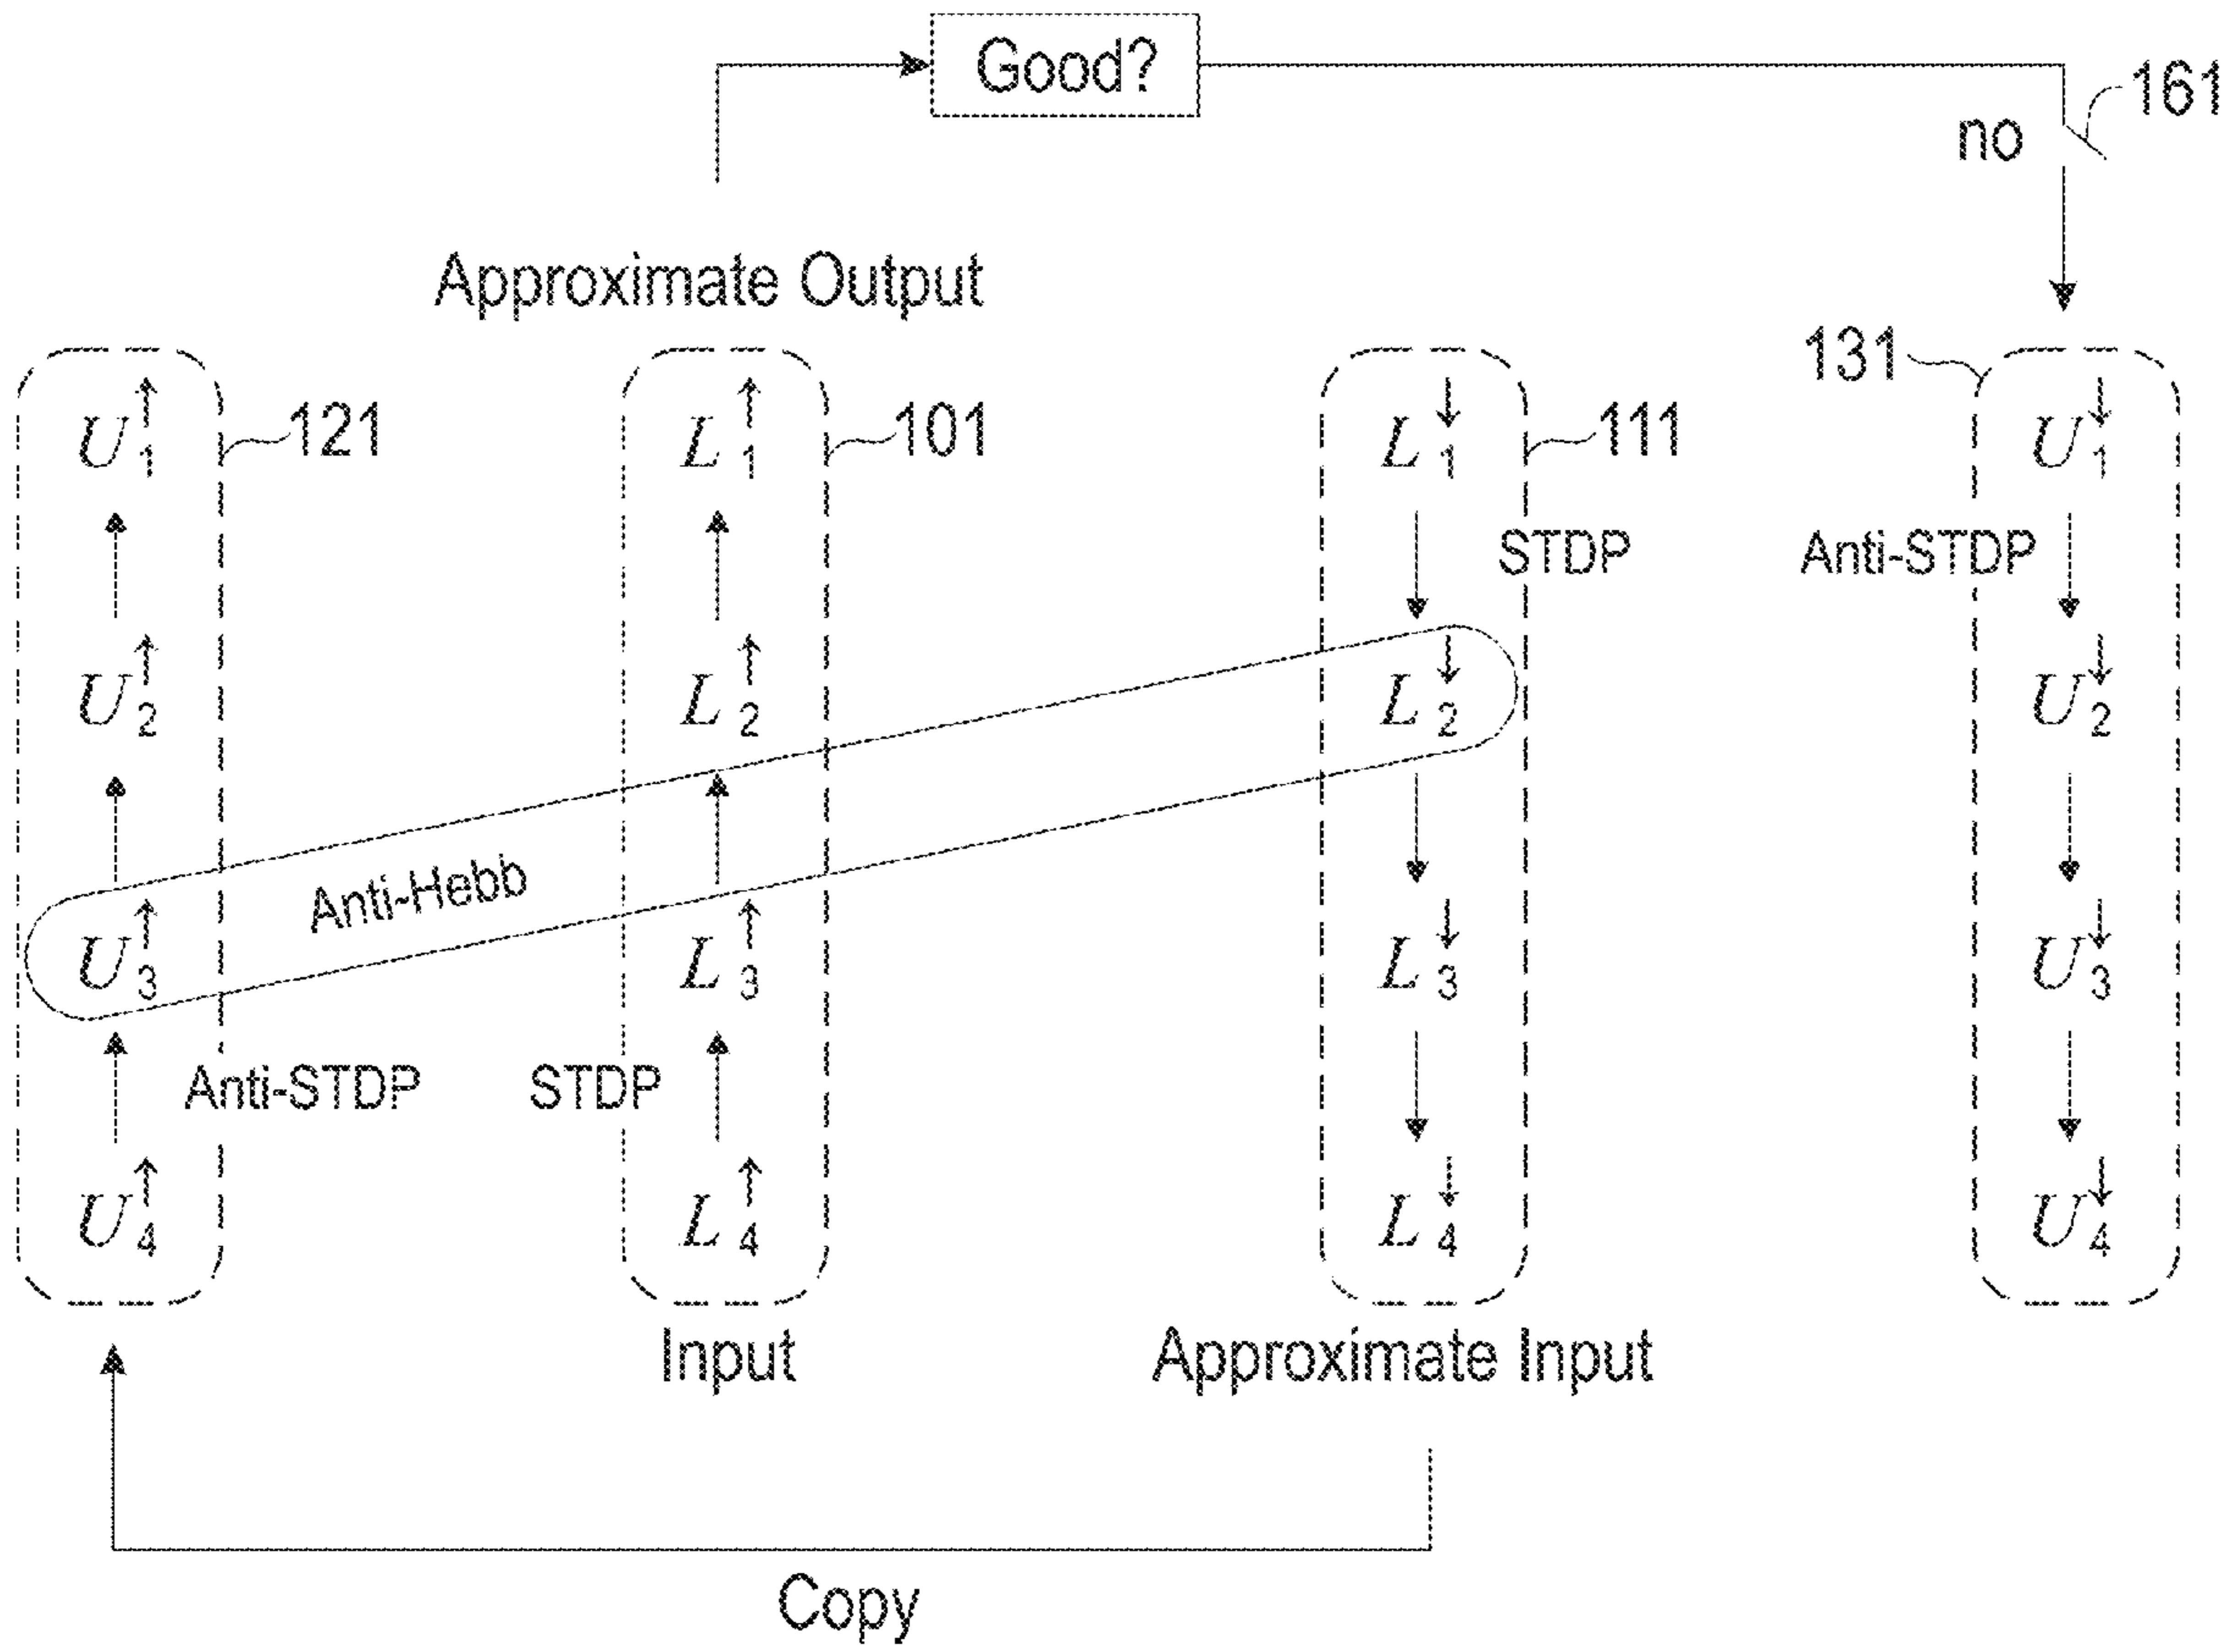 Good?
161
no
Approximate Output
131
U↑1
121
L↑1
101
L↓1
111
U↓1
STDP
Anti-STDP
U↑2
L↑2
L↓2
U↓2
Anti-Hebb
U↑3
L↑3
L↓3
U↓3
Anti-STDP
STDP
U↑4
L↑4
L↓4
U↓4
Input
Approximate Input
Copy